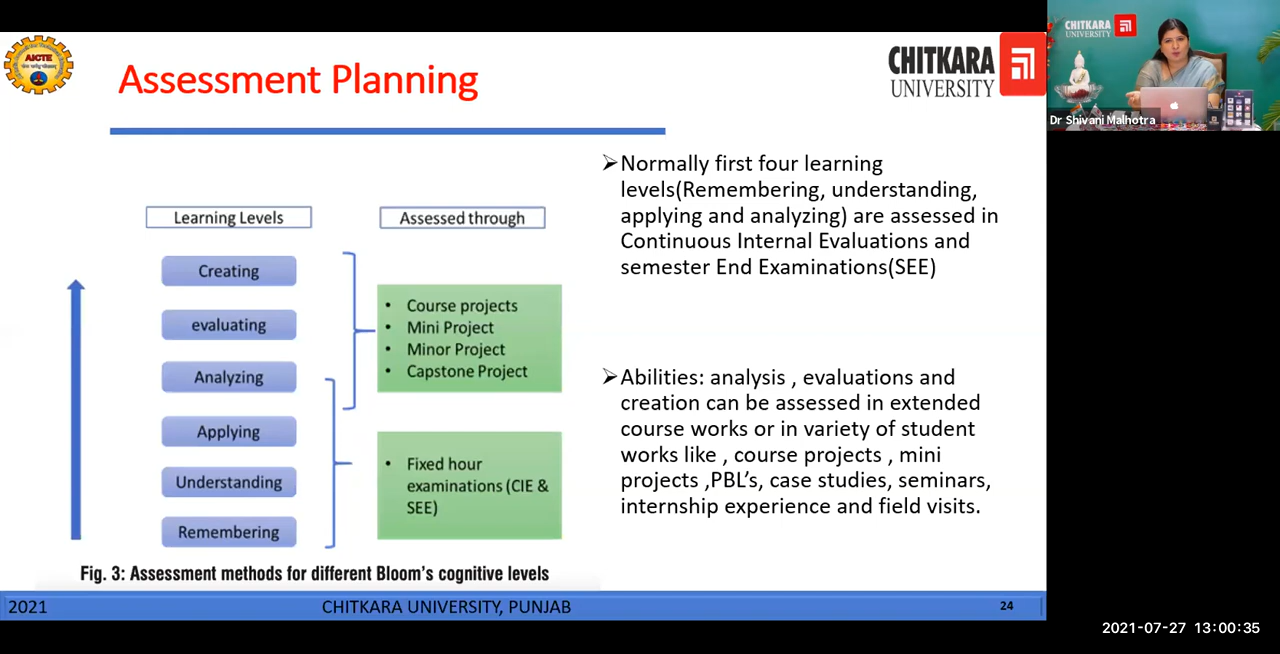 AICTE
Assessment Planning
CHITKARA
UNIVERSITY
CHITKARA
UNIVERSITY
Dr Shivani Malhotra
Learning Levels
Assessed through
Creating
evaluating
Analyzing
Applying
Understanding
Remembering
• Course projects
• Mini Project
• Minor Project
• Capstone Project
• Fixed hour
examinations (CIE &
SEE)
Fig. 3: Assessment methods for different Bloom's cognitive levels
➢Normally first four learning
levels(Remembering, understanding,
applying and analyzing) are assessed in
Continuous Internal Evaluations and
semester End Examinations(SEE)
➢Abilities: analysis , evaluations and
creation can be assessed in extended
course works or in variety of student
works like , course projects , mini
projects ,PBL’s, case studies, seminars,
internship experience and field visits.
2021
CHITKARA UNIVERSITY, PUNJAB
24
2021-07-27 13:00:35